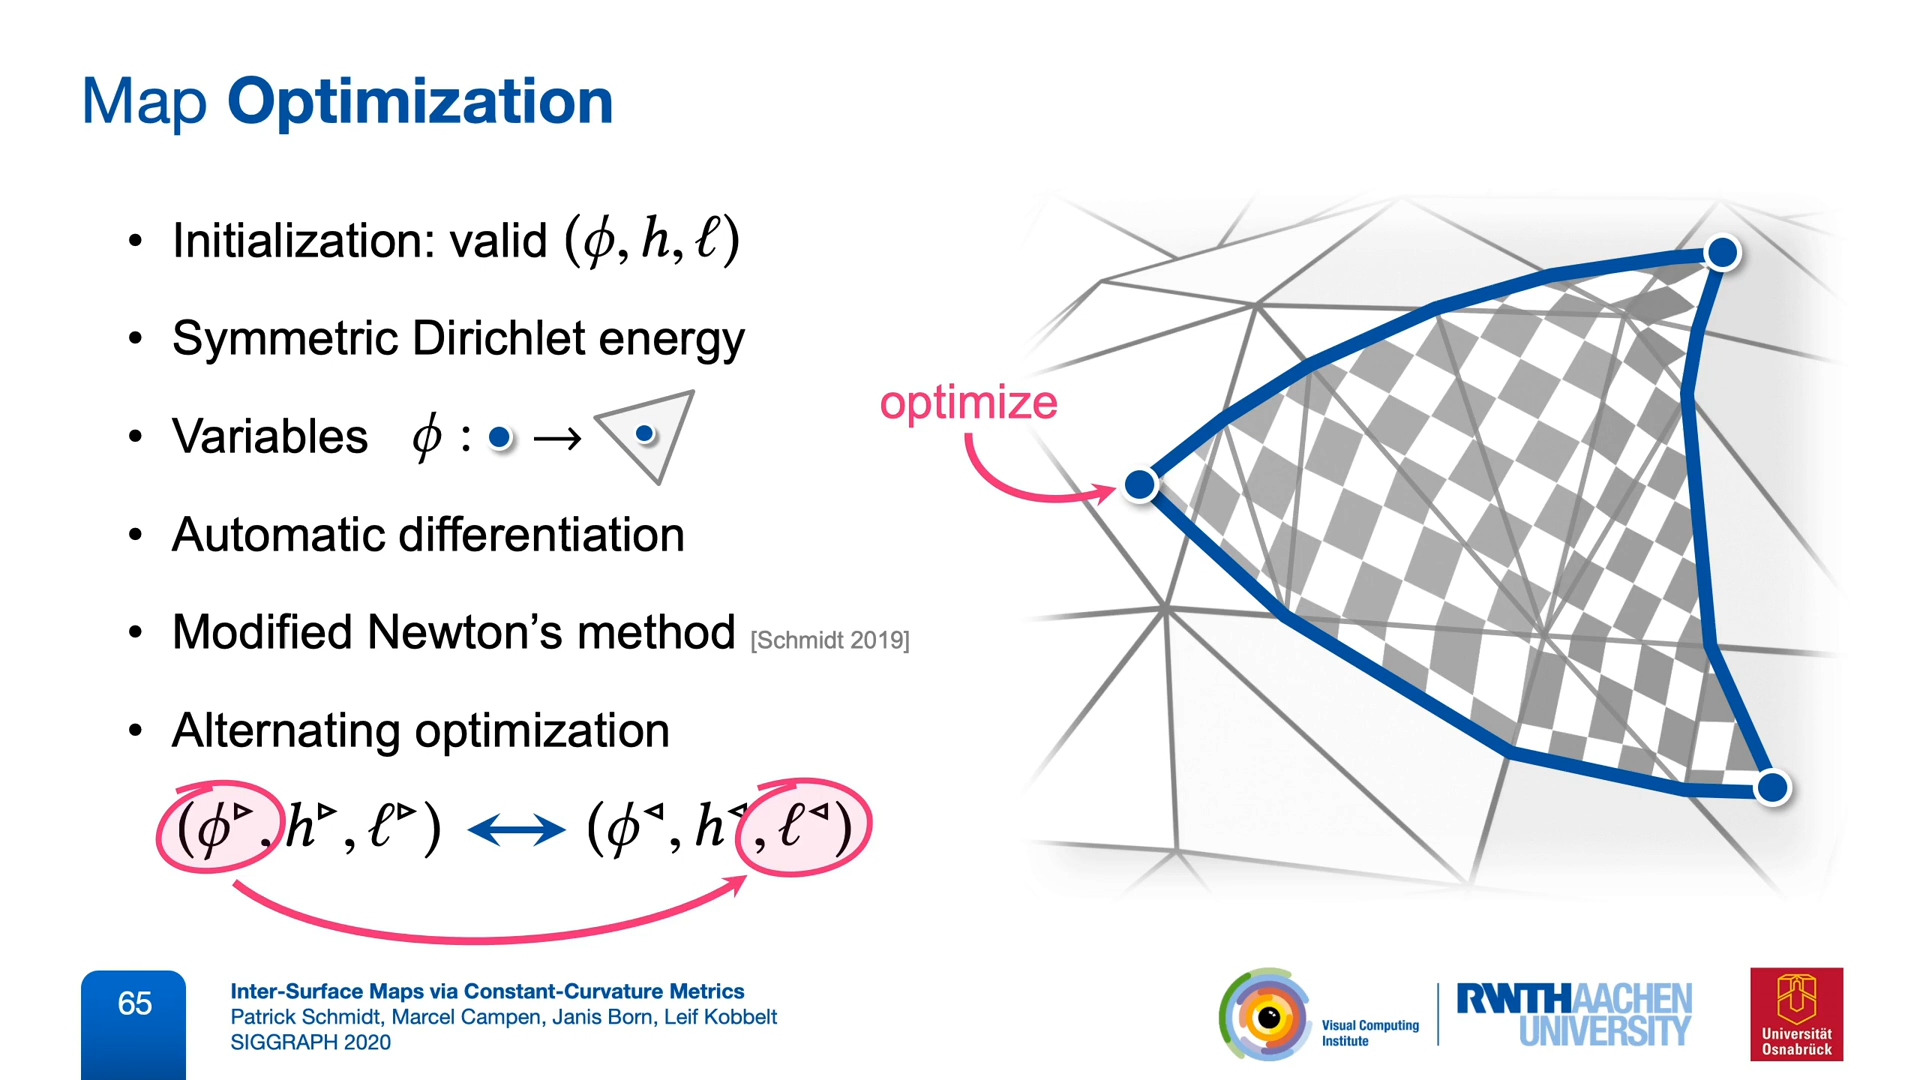 Map Optimization
• Initialization: valid (ϕ, h, ℓ)
• Symmetric Dirichlet energy
• Variables ϕ : → 
• Automatic differentiation
• Modified Newton’s method [Schmidt 2019]
• Alternating optimization
(ϕ▹, h▹, ℓ▹) ⟷ (ϕ◃, h◃, ℓ◃)
optimize
65
Inter-Surface Maps via Constant-Curvature Metrics
Patrick Schmidt, Marcel Campen, Janis Born, Leif Kobbelt
SIGGRAPH 2020
Visual Computing
Institute
RWTH AACHEN
UNIVERSITY
Universität
Osnabrück